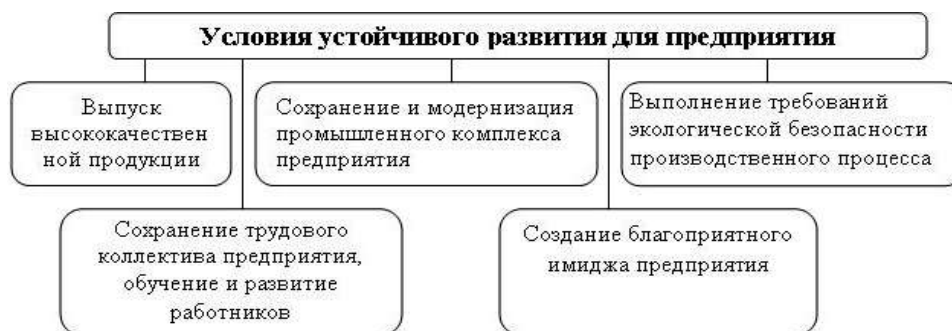 Условия устойчивого развития для предприятия
Выпуск
высококачествен
ной продукции
Сохранение и модернизация
промышленного комплекса
предприятия
Выполнение требований
экологической безопасности
производственного процесса
Сохранение трудового
коллектива предприятия,
обучение и развитие
работников
Создание благоприятного
имиджа предприятия